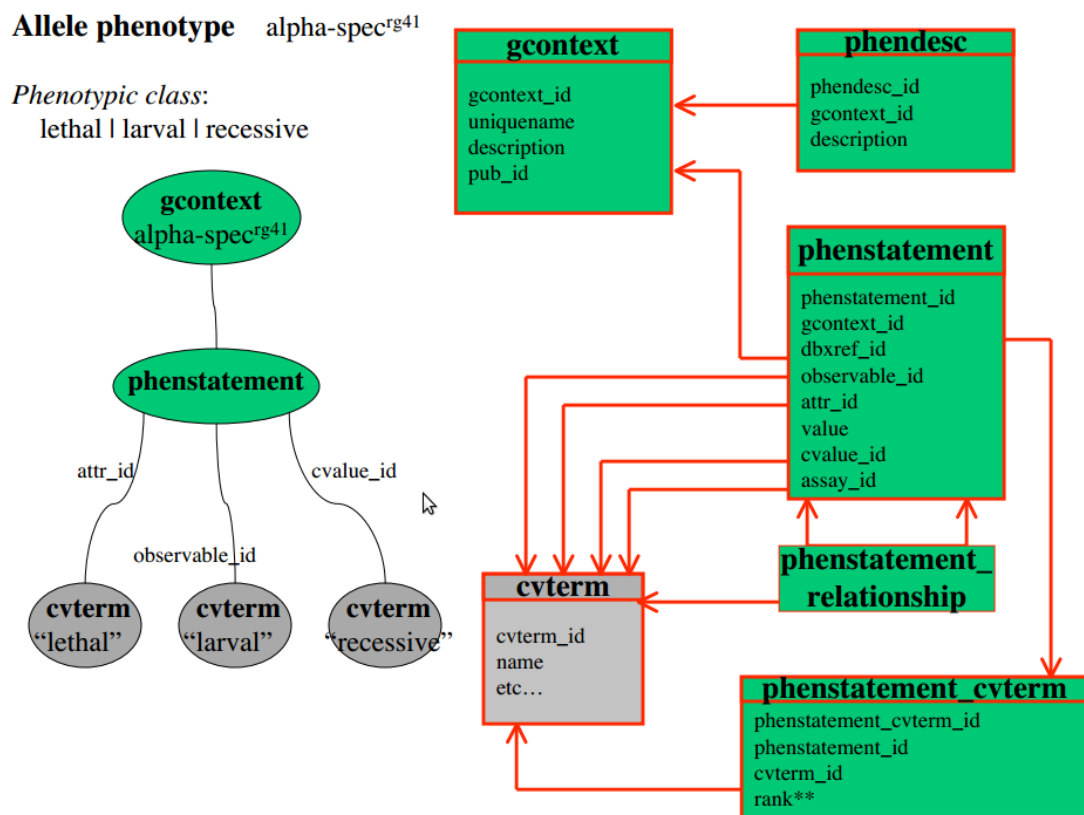 Allele phenotype alpha-spec^rg41
Phenotypic class:
lethal | larval | recessive
gcontext
alpha-spec^rg41
phenstatement
attr_id
cvalue_id
observable_id
cvterm
"lethal"
cvterm
"larval"
cvterm
"recessive"
gcontext
gcontext_id
uniquename
description
pub_id
phendesc
phendesc_id
gcontext_id
description
phenstatement
phenstatement_id
gcontext_id
dbxref_id
observable_id
attr_id
value
cvalue_id
assay_id
phenstatement_
relationship
cvterm
cvterm_id
name
etc…
phenstatement_cvterm
phenstatement_cvterm_id
phenstatement_id
cvterm_id
rank**